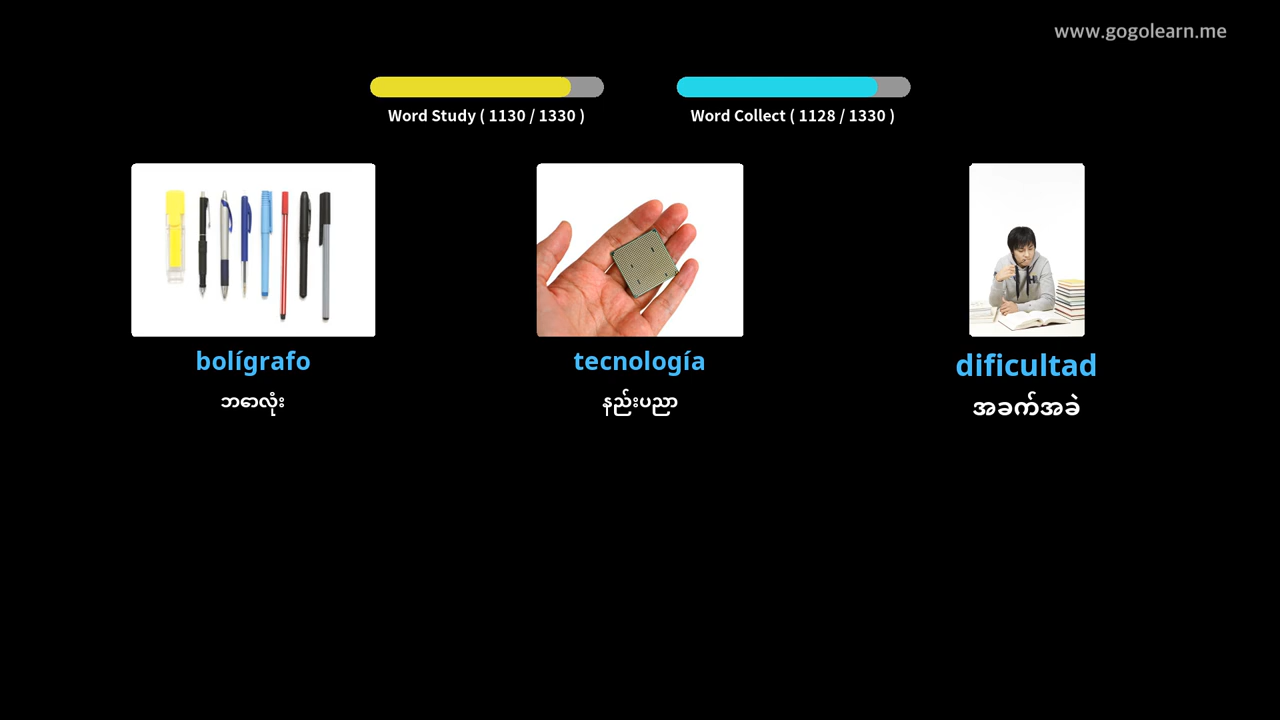 www.gogolearn.me
Word Study ( 1130 / 1330 )
Word Collect ( 1128 / 1330 )
bolígrafo
tecnología
dificultad
ဘောလုံး
နည်းပညာ
အခက်အခဲ